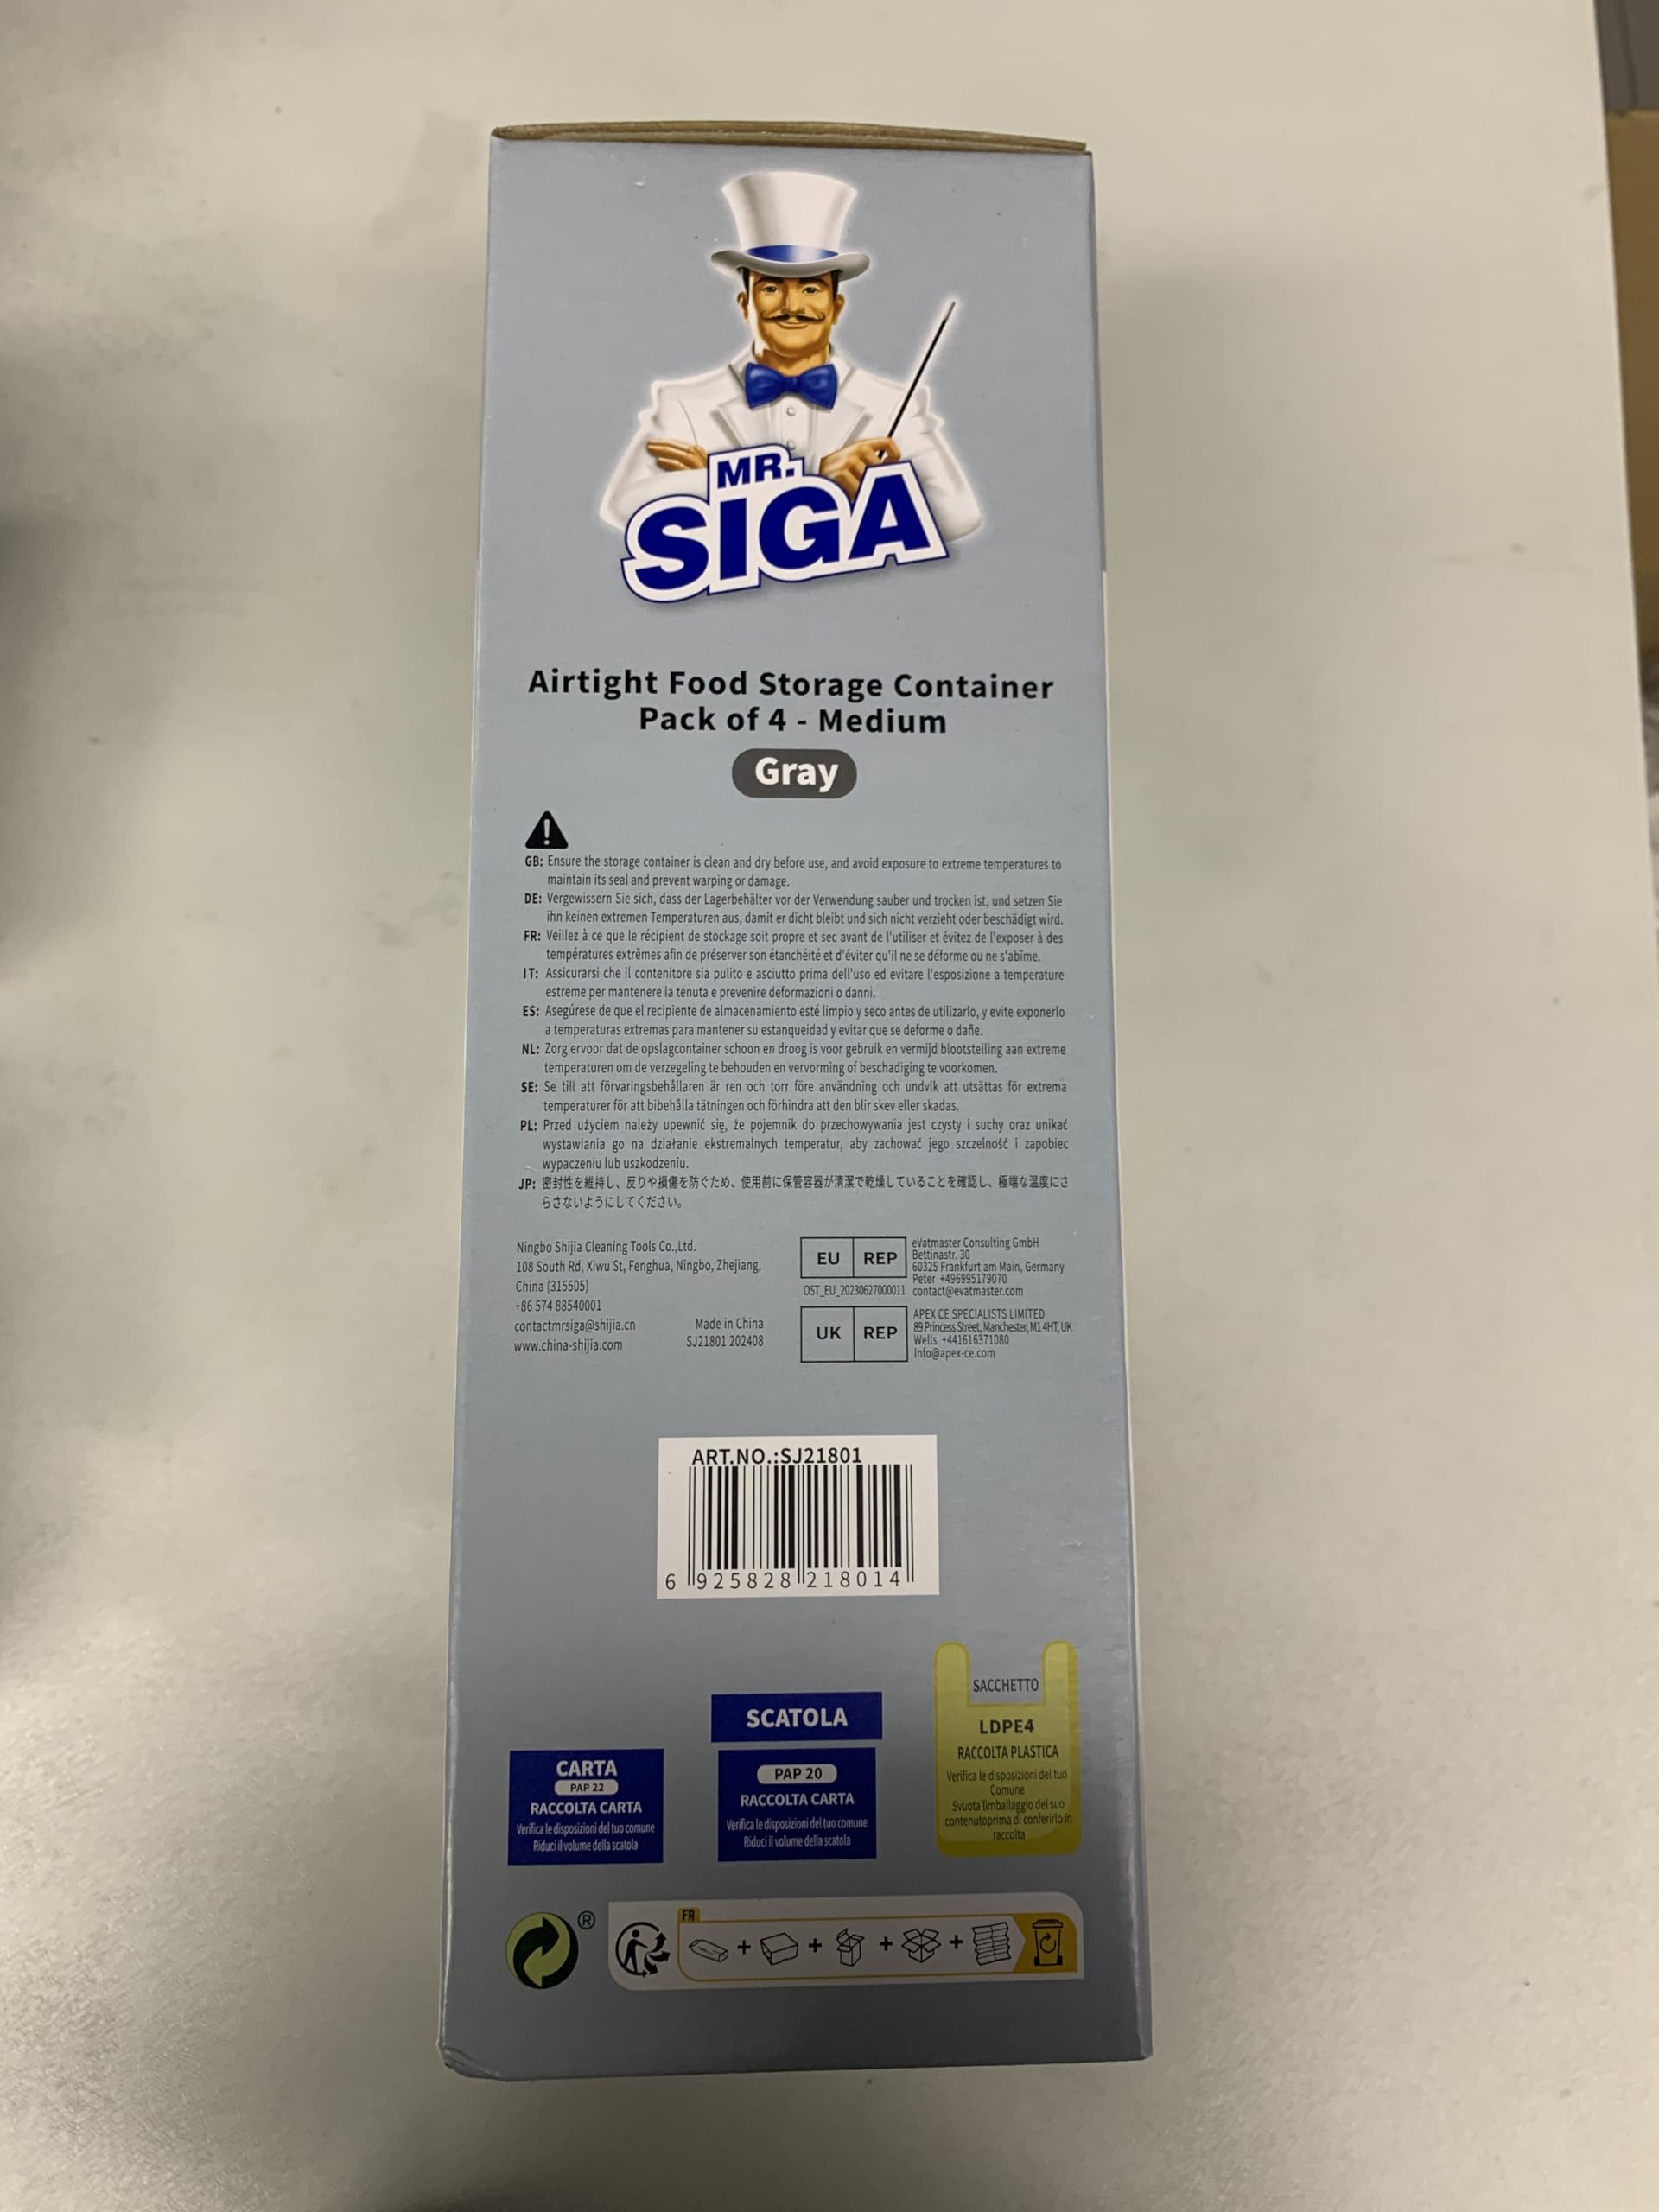 MR.
SIGA
Airtight Food Storage Container
Pack of 4 - Medium
Gray
GB: Ensure the storage container is clean and dry before use, and avoid exposure to extreme temperatures to
maintain its seal and prevent warping or damage.
DE: Vergewissern Sie sich, dass der Lagerbehälter vor der Verwendung sauber und trocken ist, und setzen Sie
ihn keinen extremen Temperaturen aus, damit er dicht bleibt und sich nicht verzieht oder beschädigt wird.
FR: Veillez à ce que le récipient de stockage soit propre et sec avant de l'utiliser et évitez de l'exposer à des
températures extrêmes afin de préserver son étanchéité et d'éviter qu'il ne se déforme ou ne s'abîme.
IT: Assicurarsi che il contenitore sia pulito e asciutto prima dell'uso ed evitare l'esposizione a temperature
estreme per mantenere la tenuta e prevenire deformazioni o danni.
ES: Asegúrese de que el recipiente de almacenamiento esté limpio y seco antes de utilizarlo, y evite exponerlo
a temperaturas extremas para mantener su estanqueidad y evitar que se deforme o dañe.
NL: Zorg ervoor dat de opslagcontainer schoon en droog is voor gebruik en vermijd blootstelling aan extreme
temperaturen om de verzegeling te behouden en vervorming of beschadiging te voorkomen.
SE: Se till att förvaringsbehållaren är ren och torr före användning och undvik att utsättas för extrema
temperaturer för att bibehålla tätningen och förhindra att den blir skev eller skadas.
PL: Przed użyciem należy upewnić się, że pojemnik do przechowywania jest czysty i suchy oraz unikać
wystawiania go na działanie ekstremalnych temperatur, aby zachować jego szczelność i zapobiec
wypaczeniu lub uszkodzeniu.
JP: 密封性を維持し、反りや損傷を防ぐため、使用前に保管容器が清潔で乾燥していることを確認し、極端な温度にさ
らさないようにしてください。
Ningbo Shijia Cleaning Tools Co.,Ltd.
108 South Rd, Xiwu St, Fenghua, Ningbo, Zhejiang,
China (315505)
+86 574 88540001
contactmrsiga@shijia.cn
www.china-shijia.com
Made in China
SJ21801 202408
EU REP
OST_EU_20230627000011
eVatmaster Consulting GmbH
Bettinastr. 30
60325 Frankfurt am Main, Germany
Peter +496995179070
contact@evatmaster.com
UK REP
APEX CE SPECIALISTS LIMITED
89 Princess Street, Manchester, M1 4HT, UK
Wells +441616371080
Info@apex-ce.com
ART.NO.:SJ21801
6 925828 218014
CARTA
PAP 22
RACCOLTA CARTA
Verifica le disposizioni del tuo comune
Riduci il volume della scatola
SCATOLA
PAP 20
RACCOLTA CARTA
Verifica le disposizioni del tuo comune
Riduci il volume della scatola
SACCHETTO
LDPE4
RACCOLTA PLASTICA
Verifica le disposizioni del tuo
Comune
Svuota limballaggio del suo
contenutoprima di conferirlo in
raccolta
®
FR
+ + + +